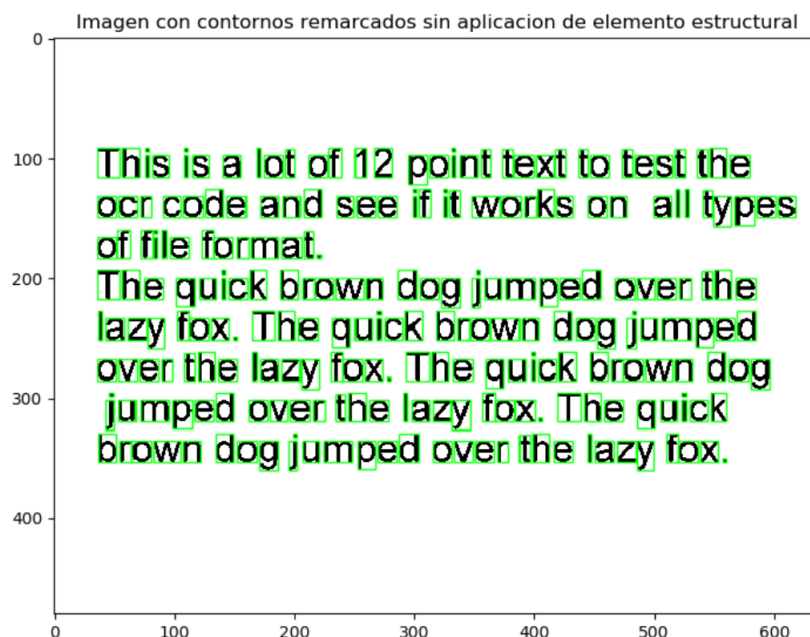 Imagen con contornos remarcados sin aplicacion de elemento estructural
0
100
200
300
400
This is a lot of 12 point text to test the
ocr code and see if it works on all types
of file format.
The quick brown dog jumped over the
lazy fox. The quick brown dog jumped
over the lazy fox. The quick brown dog
jumped over the lazy fox. The quick
brown dog jumped over the lazy fox.
0 100 200 300 400 500 600